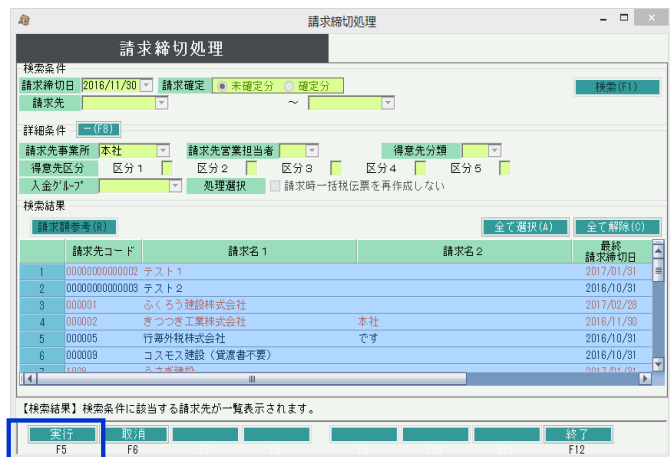 請求締切処理
請求締切処理
検索条件
請求締切日 2016/11/30 請求確定 未確定分 確定分 検索(F1)
請求先 ～
詳細条件 －(F8)
請求先事業所 本社 請求先営業担当者 得意先分類
得意先区分 区分1 区分2 区分3 区分4 区分5
入金ｸﾞﾙｰﾌﾟ 処理選択 請求時一括税伝票を再作成しない
検索結果
請求額参考(R) 全て選択(A) 全て解除(C)
請求先コード 請求名1 請求名2 最終請求締切日
1 00000000000002 テスト1 2017/01/31
2 00000000000003 テスト2 2016/10/31
3 000001 ふくろう建設株式会社 2017/02/28
4 000002 きつつき工業株式会社 本社 2016/11/30
5 000005 行毎外税株式会社 です 2016/10/31
6 000009 コスモス建設（貸渡書不要） 2016/10/31
【検索結果】検索条件に該当する請求先が一覧表示されます。
実行 取消 終了
F5 F6 F12